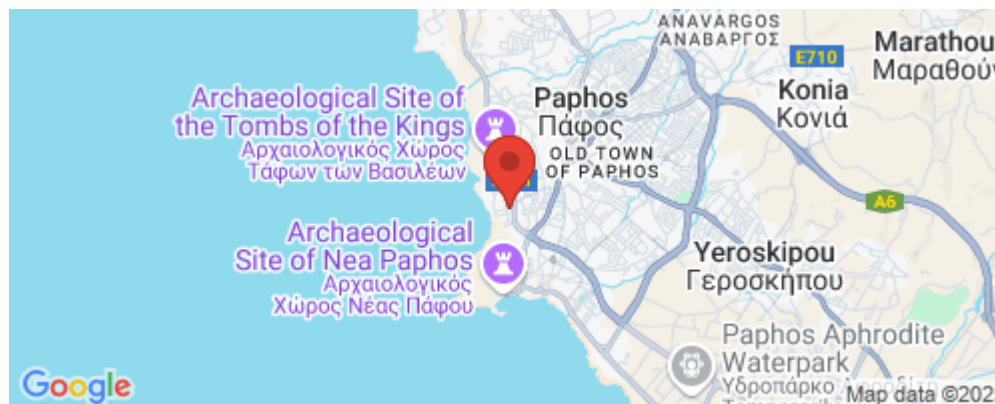 ANAVARGOS
ΑΝΑΒΑΡΓΟΣ
E710
Marathou
Μαραθούν
Archaeological Site of
the Tombs of the Kings
Αρχαιολογικός Χώρος
Τάφων των Βασιλέων
Paphos
Πάφος
Konia
Κονιά
OLD TOWN
OF PAPHOS
A6
Archaeological
Site of Nea Paphos
Αρχαιολογικός
Χώρος Νέας Πάφου
Yeroskipou
Γεροσκήπου
Paphos Aphrodite
Waterpark
Υδροπάρκο
Google
Map data ©202